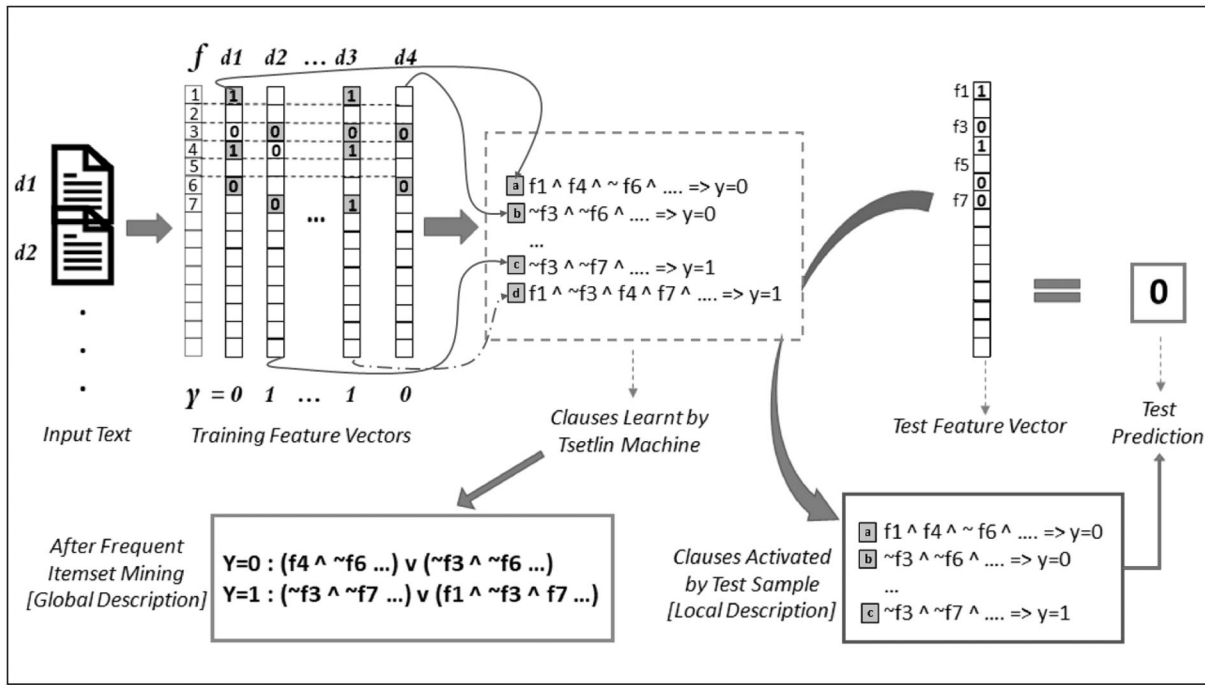 f d1 d2 ... d3 d4
1 1 1
2
3 0 0 0 0
4 1 0 1
5
6 0 0
7 0 ... 1
d1
d2
.
.
.
γ = 0 1 ... 1 0
Input Text
Training Feature Vectors
a f1 ^ f4 ^ ~ f6 ^ .... => y=0
b ~f3 ^ ~f6 ^ .... => y=0
...
c ~f3 ^ ~f7 ^ .... => y=1
d f1 ^ ~f3 ^ f4 ^ f7 ^ .... => y=1
Clauses Learnt by
Tsetlin Machine
f1 1
f3 0
1
f5
0
f7 0
=
0
Test Feature Vector
Test
Prediction
After Frequent
Itemset Mining
[Global Description]
Y=0 : (f4 ^ ~f6 ...) v (~f3 ^ ~f6 ...)
Y=1 : (~f3 ^ ~f7 ...) v (f1 ^ ~f3 ^ f7 ...)
Clauses Activated
by Test Sample
[Local Description]
a f1 ^ f4 ^ ~ f6 ^ .... => y=0
b ~f3 ^ ~f6 ^ .... => y=0
...
c ~f3 ^ ~f7 ^ .... => y=1